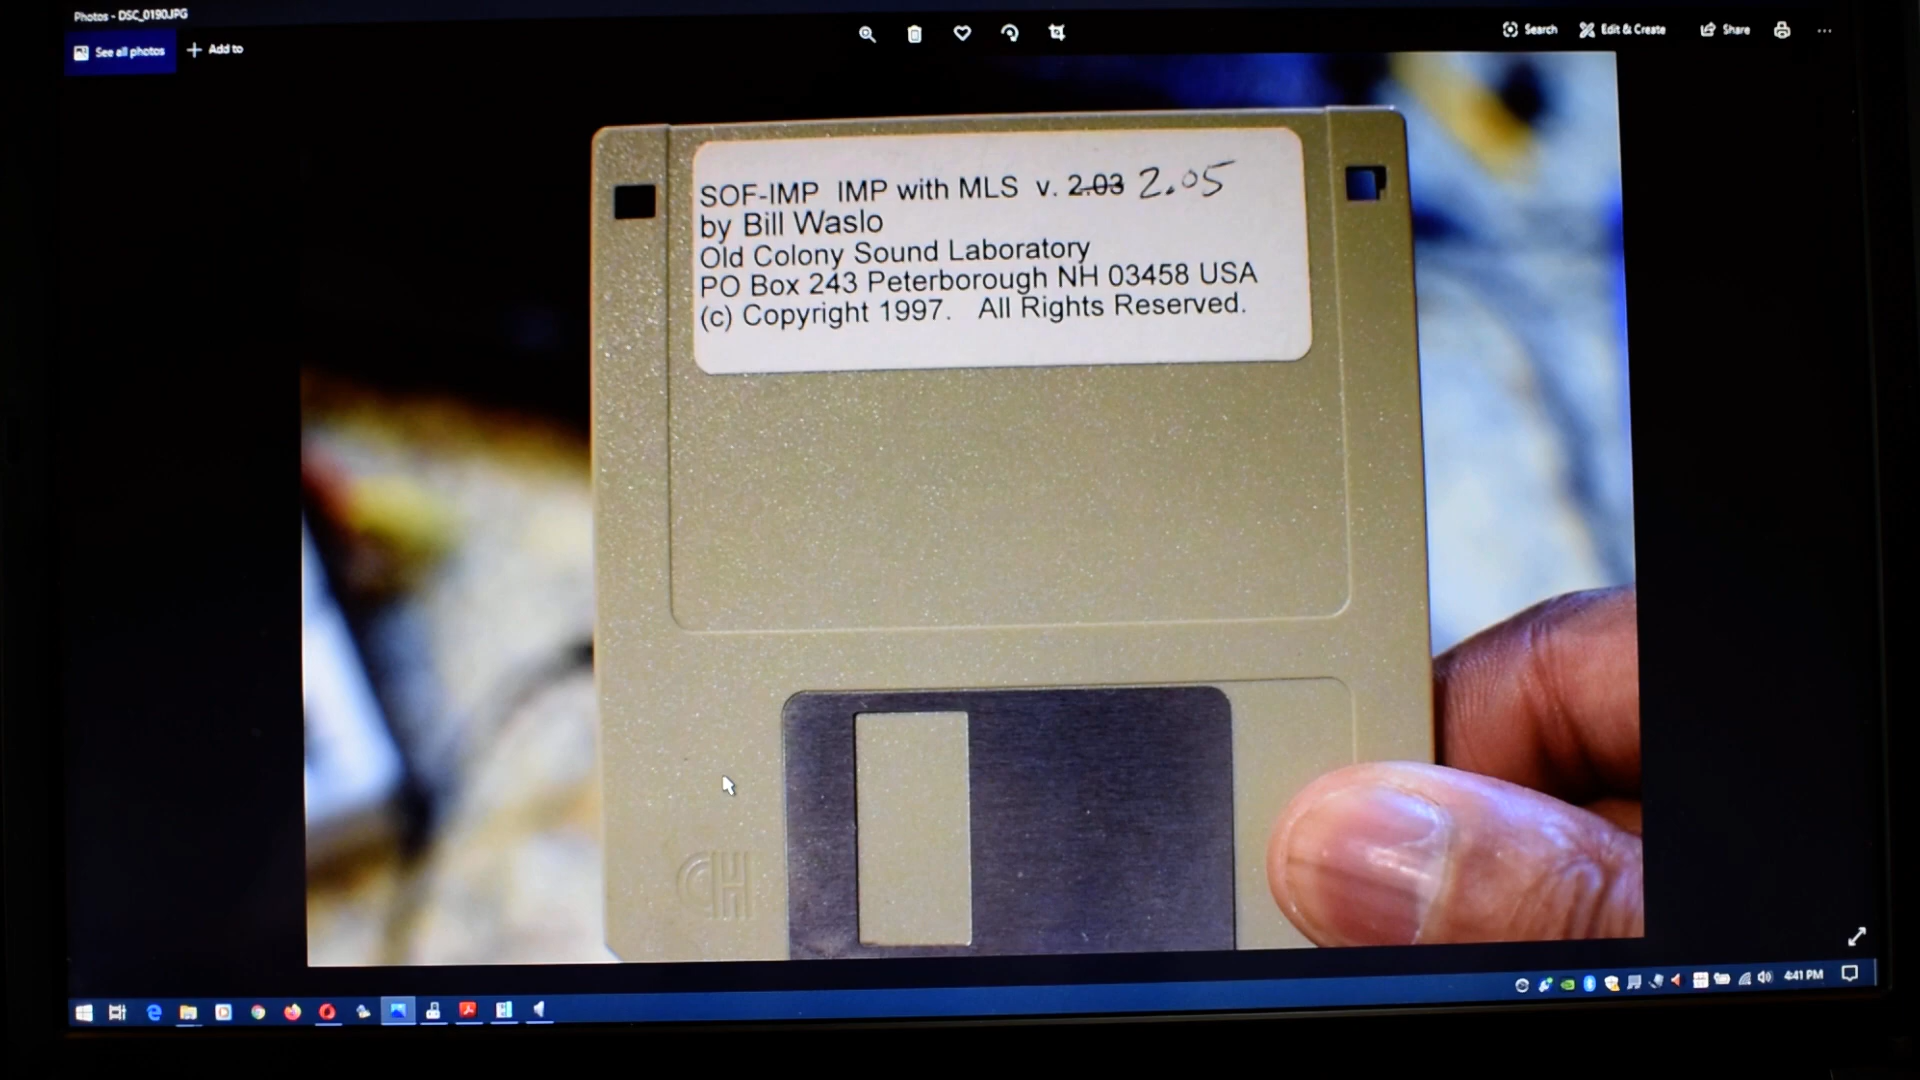 Photos - DSC_0190.JPG
See all photos
Add to
Search
Edit & Create
Share
SOF-IMP IMP with MLS v. 2.03 2.05
by Bill Waslo
Old Colony Sound Laboratory
PO Box 243 Peterborough NH 03458 USA
(c) Copyright 1997. All Rights Reserved.
HD
4:41 PM